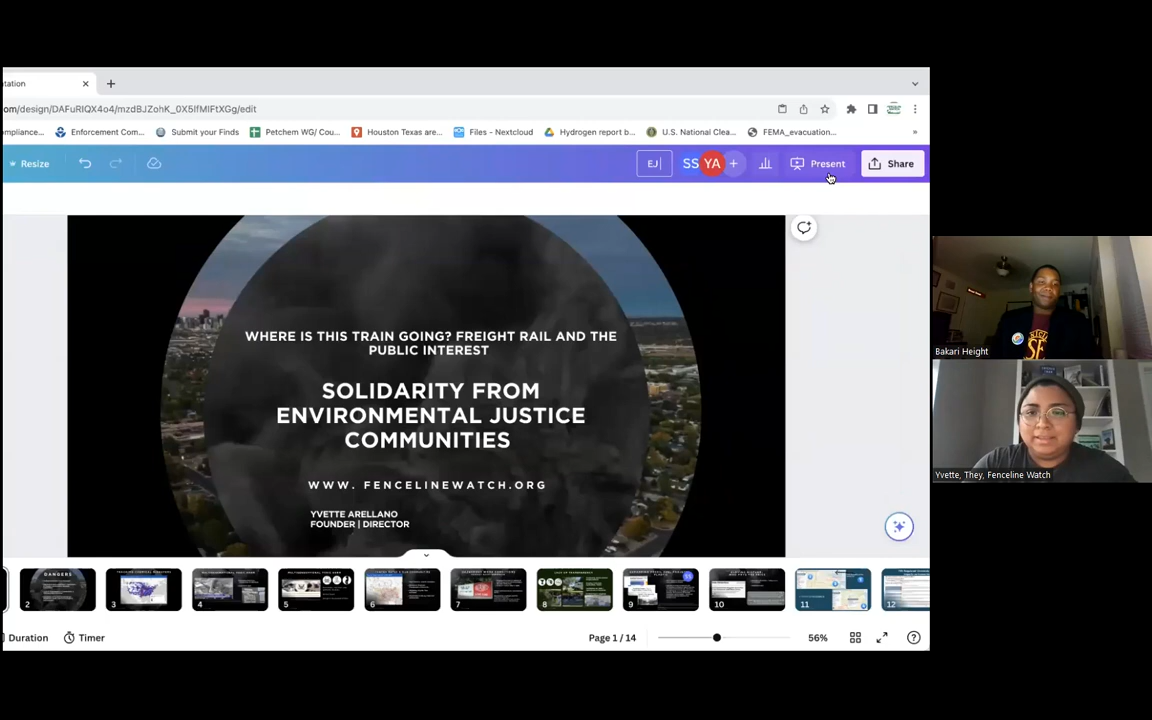 tation
om/design/DAFuRIQX4o4/mzdBJZohK_0X5IfMIFtXGg/edit
ompliance...
Enforcement Com...
Submit your Finds
Petchem WG/ Cou...
Houston Texas are...
Files - Nextcloud
Hydrogen report b...
U.S. National Clea...
FEMA_evacuation...
»
Resize
EJ
SS
YA
+
Present
Share
WHERE IS THIS TRAIN GOING? FREIGHT RAIL AND THE
PUBLIC INTEREST
SOLIDARITY FROM
ENVIRONMENTAL JUSTICE
COMMUNITIES
WWW. FENCELINEWATCH.ORG
YVETTE ARELLANO
FOUNDER | DIRECTOR
Bakari Height
Yvette, They, Fenceline Watch
DANGERS
2
3
4
5
6
7
8
9
10
11
12
Duration
Timer
Page 1 / 14
56%